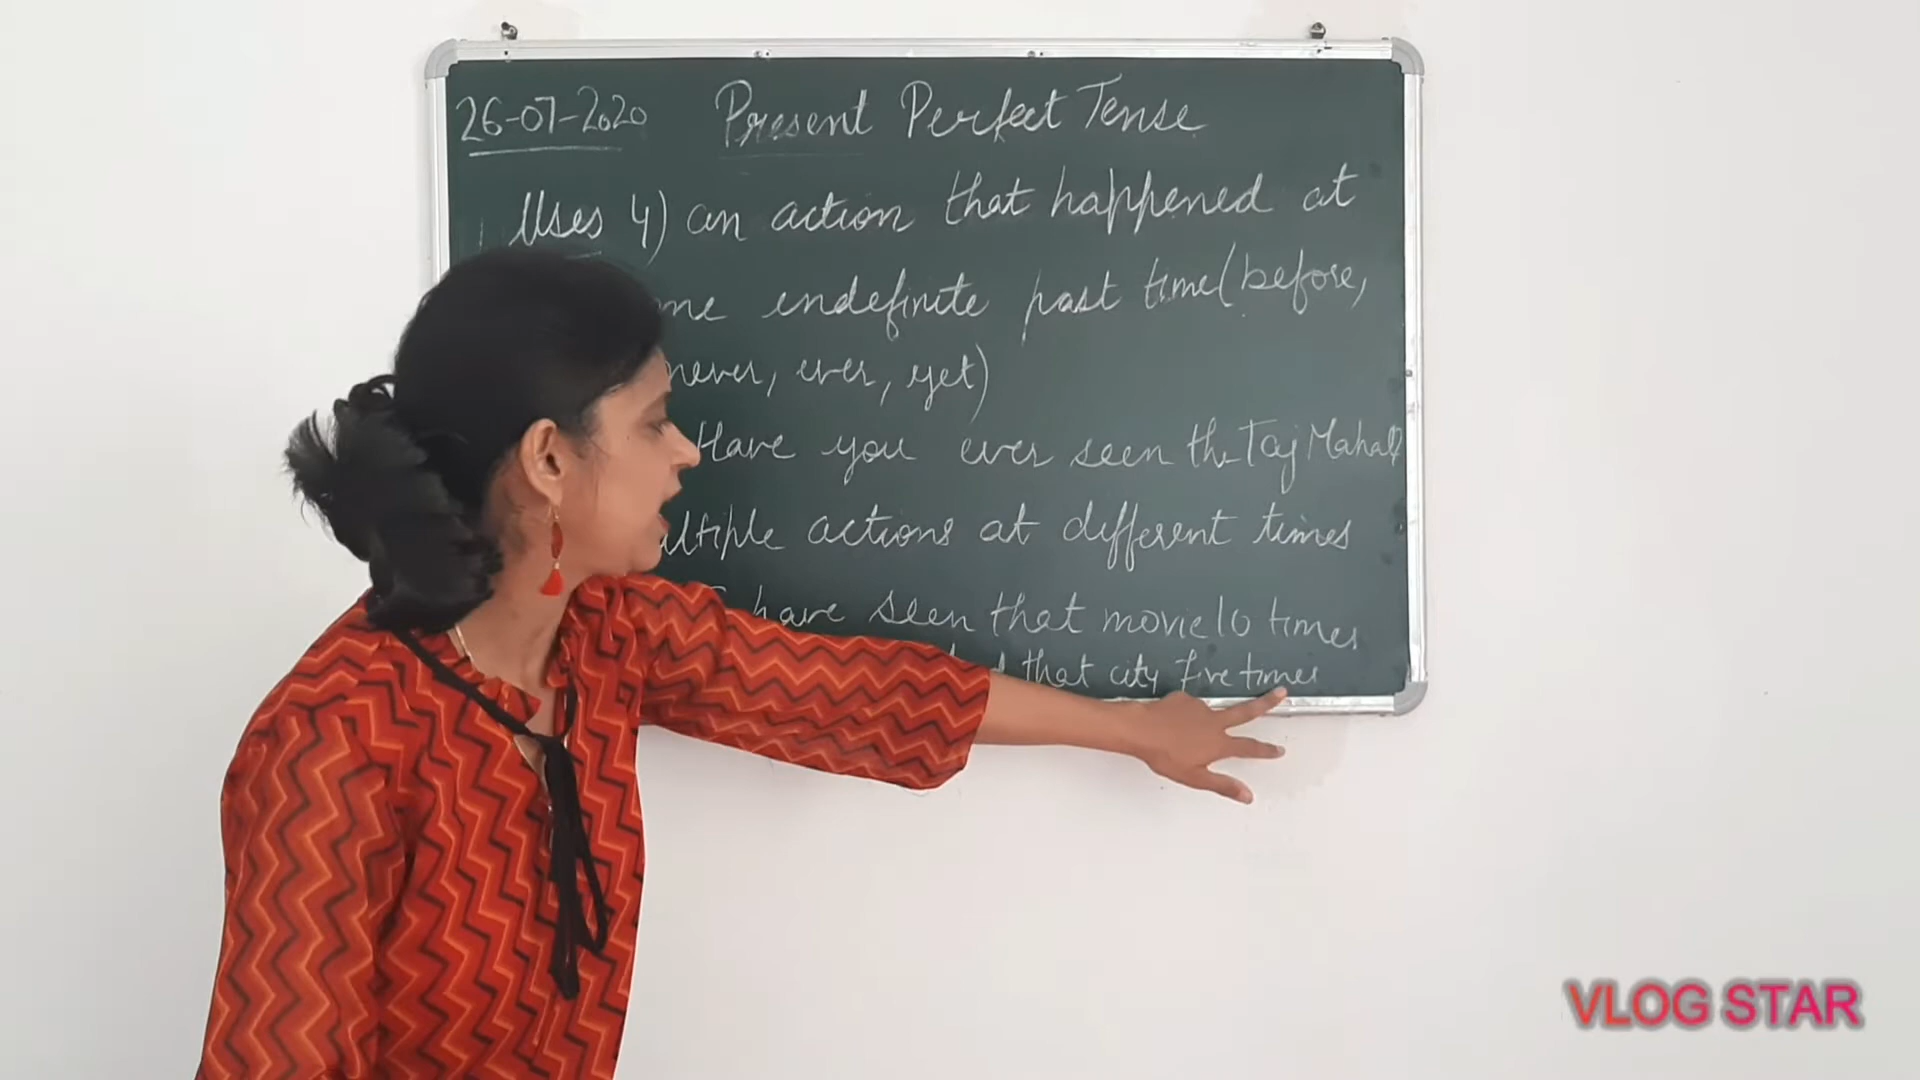 26-07-2020 Present Perfect Tense
Uses 4) an action that happened at
endefinite past time (before,
never, ever, yet)
Have you ever seen the Taj Mahal?
actions at different times
have seen that movie 10 times
that city five times
VLOG STAR